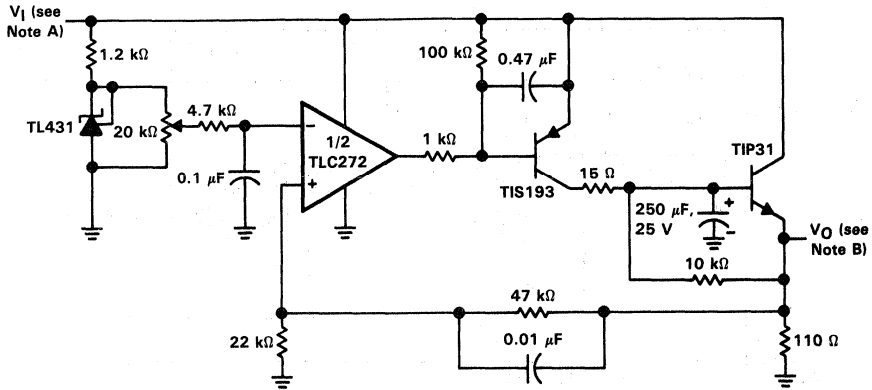 VI (see
Note A)
1.2 kΩ
TL431
20 kΩ
4.7 kΩ
0.1 μF
1/2
TLC272
1 kΩ
100 kΩ
0.47 μF
TIS193
15 Ω
250 μF,
25 V
TIP31
VO (see
Note B)
10 kΩ
47 kΩ
0.01 μF
22 kΩ
110 Ω